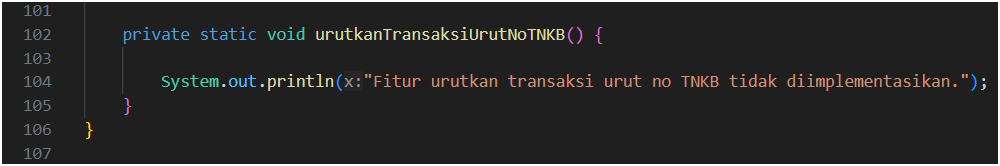 101
102 private static void urutkanTransaksiUrutNoTNKB() {
103
104 System.out.println(x:"Fitur urutkan transaksi urut no TNKB tidak diimplementasikan.");
105 }
106 }
107